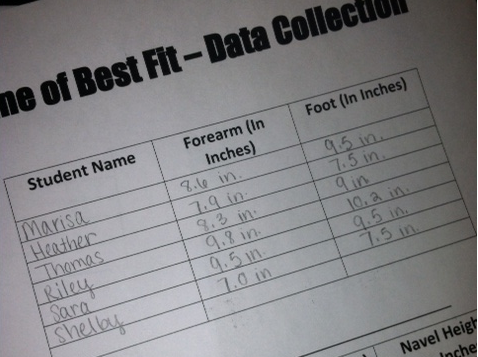 ne of Best Fit – Data Collection
Student Name Forearm (In Inches) Foot (In Inches)
Marisa 8.6 in. 9.5 in.
Heather 7.9 in. 7.5 in.
Thomas 8.3 in. 9 in
Riley 9.8 in. 10.2 in.
Sara 9.5 in. 9.5 in.
Shelby 7.0 in 7.5 in.
Navel Heigh
Inche